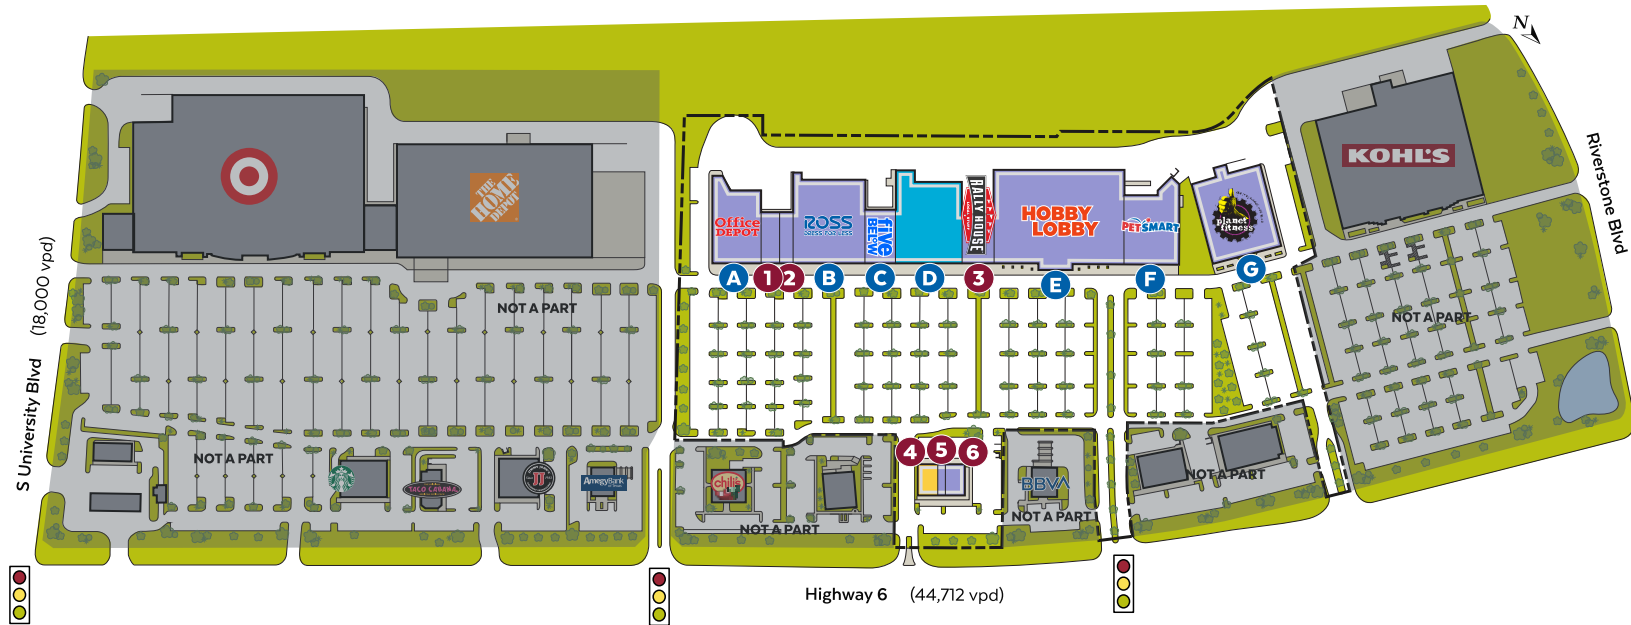 N
THE
HOME
DEPOT
KOHL'S
Riverstone Blvd
Office
DEPOT
ROSS
DRESS FOR LESS
five
BEL°W
RALLY HOUSE
HOBBY
LOBBY
PETSMART
planet
fitness
A
1
2
B
C
D
3
E
F
G
NOT A PART
NOT A PART
S University Blvd (18,000 vpd)
NOT A PART
TACO CABANA
JJ
AmegyBank
chili's
NOT A PART
4
5
6
BBVA
NOT A PART
NOT A PART
Highway 6 (44,712 vpd)